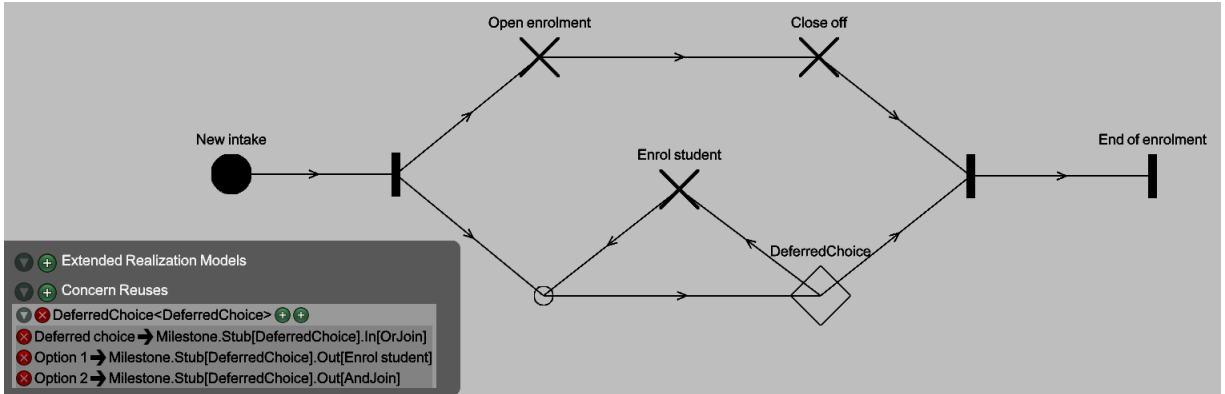 Open enrolment
Close off
New intake
Enrol student
End of enrolment
DeferredChoice
Extended Realization Models
Concern Reuses
DeferredChoice<DeferredChoice>
Deferred choice ➔ Milestone.Stub[DeferredChoice].In[OrJoin]
Option 1 ➔ Milestone.Stub[DeferredChoice].Out[Enrol student]
Option 2 ➔ Milestone.Stub[DeferredChoice].Out[AndJoin]